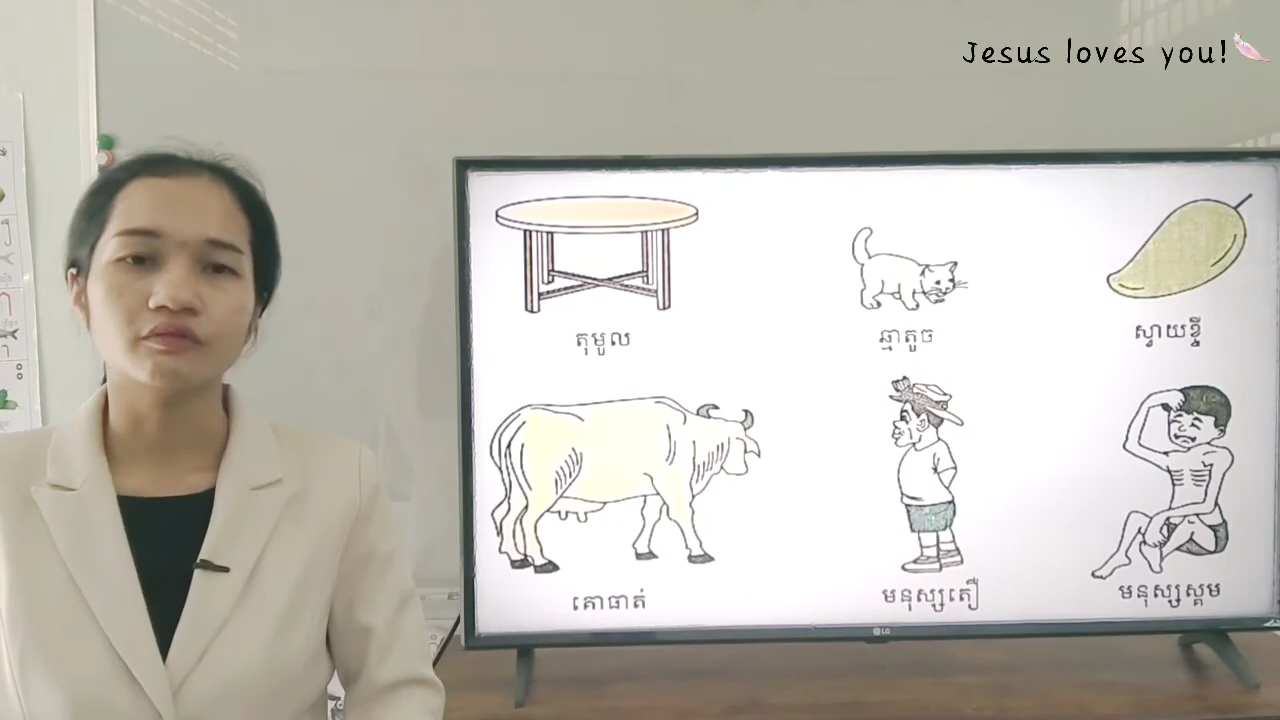 Jesus loves you!
តុមូល
ឆ្មាតូច
ស្វាយខ្ចី
គោធាត់
មនុស្សតឿ
មនុស្សស្គម
LG